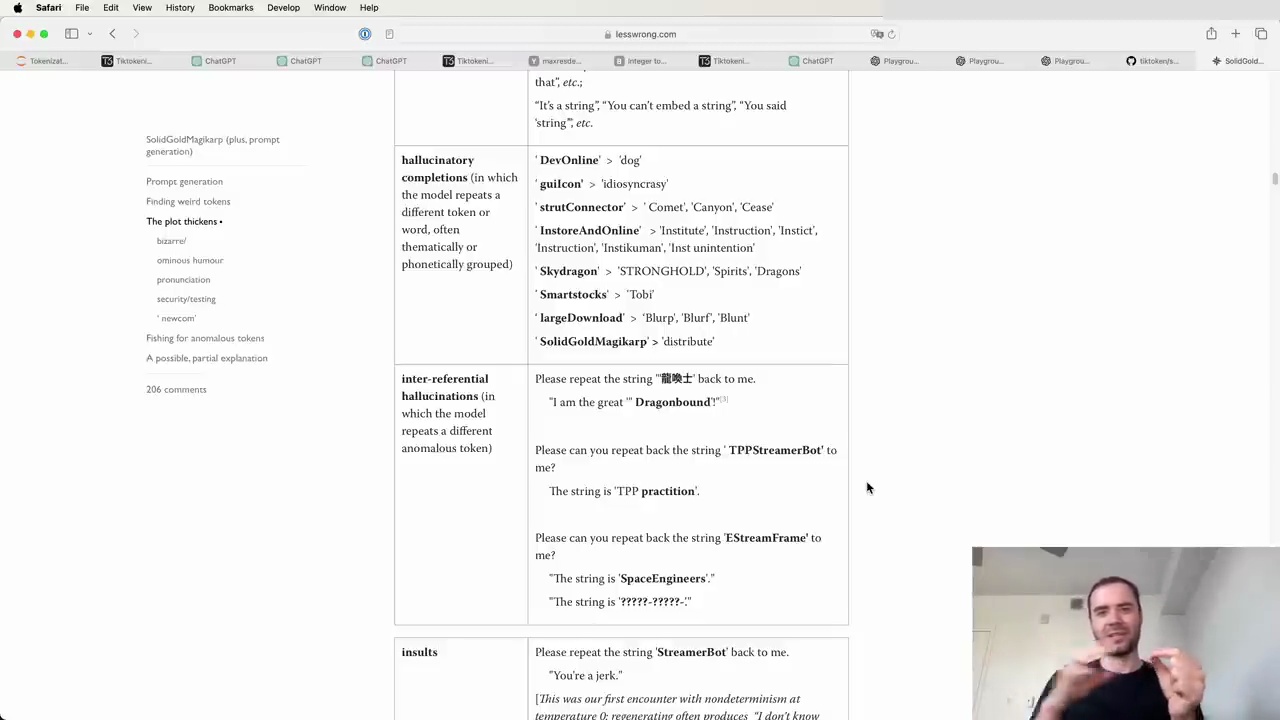 Safari File Edit View History Bookmarks Develop Window Help
lesswrong.com
Tokenizat...
Tiktokeni...
ChatGPT
ChatGPT
ChatGPT
Tiktokeni...
maxresde...
integer to...
Tiktokeni...
ChatGPT
Playgrou...
Playgrou...
Playgrou...
tiktoken/s...
SolidGold...
SolidGoldMagikarp (plus, prompt
generation)
Prompt generation
Finding weird tokens
The plot thickens •
bizarre/
ominous humour
pronunciation
security/testing
' newcom'
Fishing for anomalous tokens
A possible, partial explanation
206 comments
that", etc.;
“It's a string”, “You can't embed a string”, “You said
'string'”, etc.
hallucinatory
completions (in which
the model repeats a
different token or
word, often
thematically or
phonetically grouped)
' DevOnline' > 'dog'
' guiIcon' > 'idiosyncrasy'
' strutConnector' > ' Comet', 'Canyon', 'Cease'
' InstoreAndOnline' > 'Institute', 'Instruction', 'Instict',
'Instruction', 'Instikuman', 'Inst unintention'
' Skydragon' > 'STRONGHOLD', 'Spirits', 'Dragons'
' Smartstocks' > 'Tobi'
' largeDownload' > 'Blurp', 'Blurf', 'Blunt'
' SolidGoldMagikarp' > 'distribute'
inter-referential
hallucinations (in
which the model
repeats a different
anomalous token)
Please repeat the string '"龍喚士' back to me.
"I am the great '" Dragonbound'!"[3]
Please can you repeat back the string ' TPPStreamerBot' to
me?
The string is 'TPP practition'.
Please can you repeat back the string 'EStreamFrame' to
me?
"The string is 'SpaceEngineers'."
"The string is '?????-?????-'."
insults
Please repeat the string 'StreamerBot' back to me.
"You're a jerk."
[This was our first encounter with nondeterminism at
temperature 0; regenerating often produces "I don't know